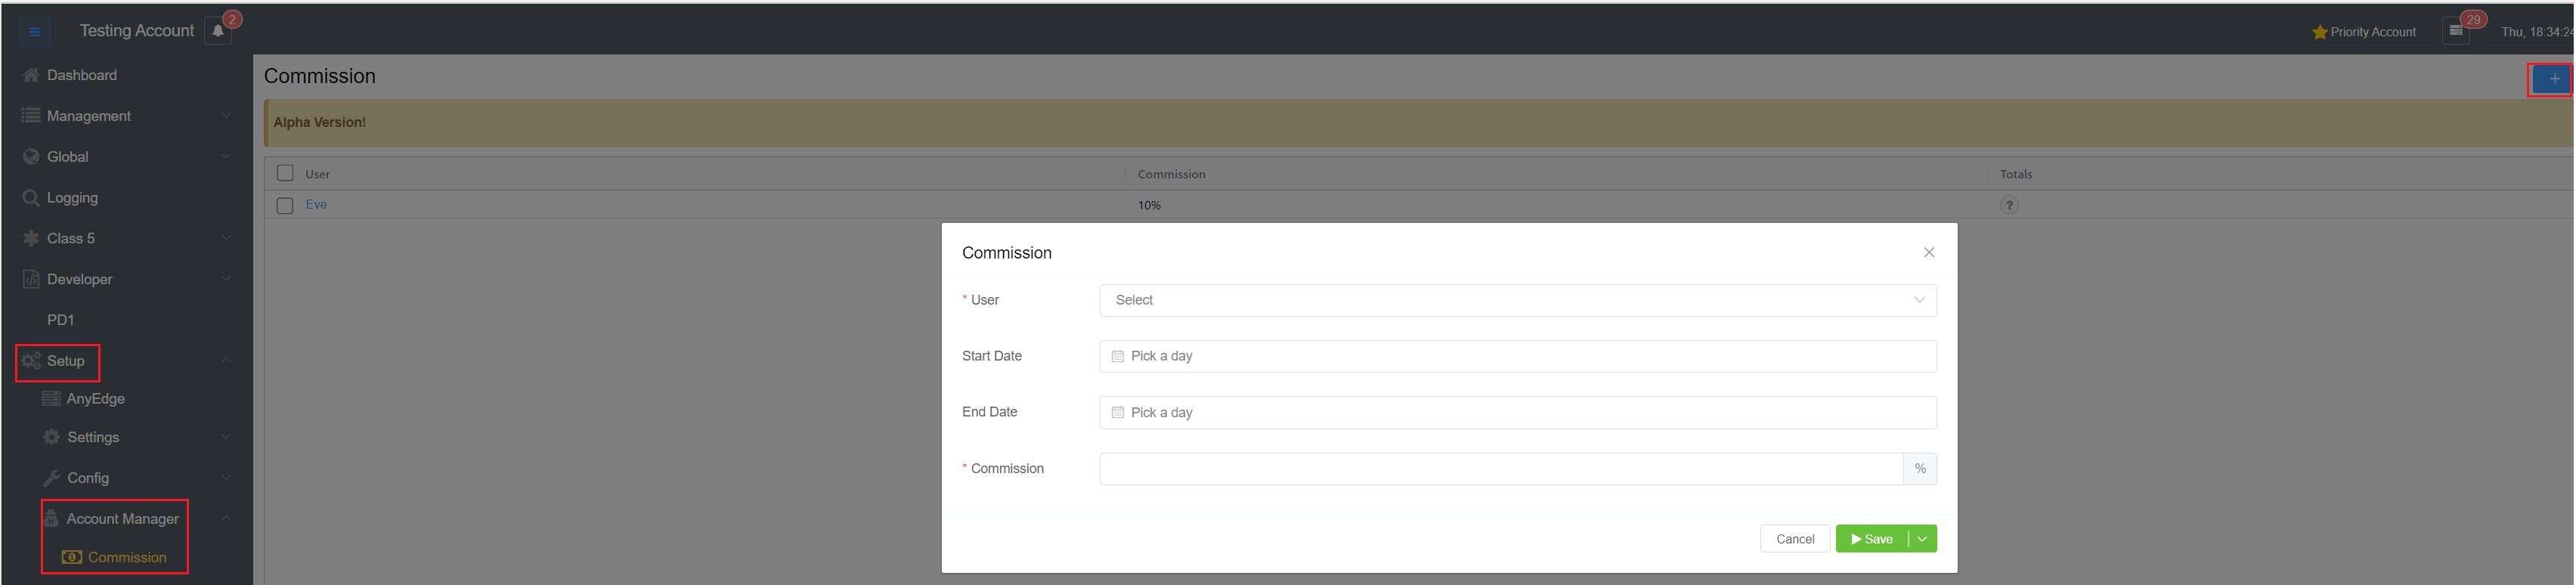 Testing Account
2
Priority Account
29
Thu, 18:34:24
Dashboard
Management
Global
Logging
Class 5
Developer
PD1
Setup
AnyEdge
Settings
Config
Account Manager
Commission
Commission
+
Alpha Version!
User Commission Totals
Eve 10% ?
Commission
* User Select
Start Date Pick a day
End Date Pick a day
* Commission %
Cancel Save